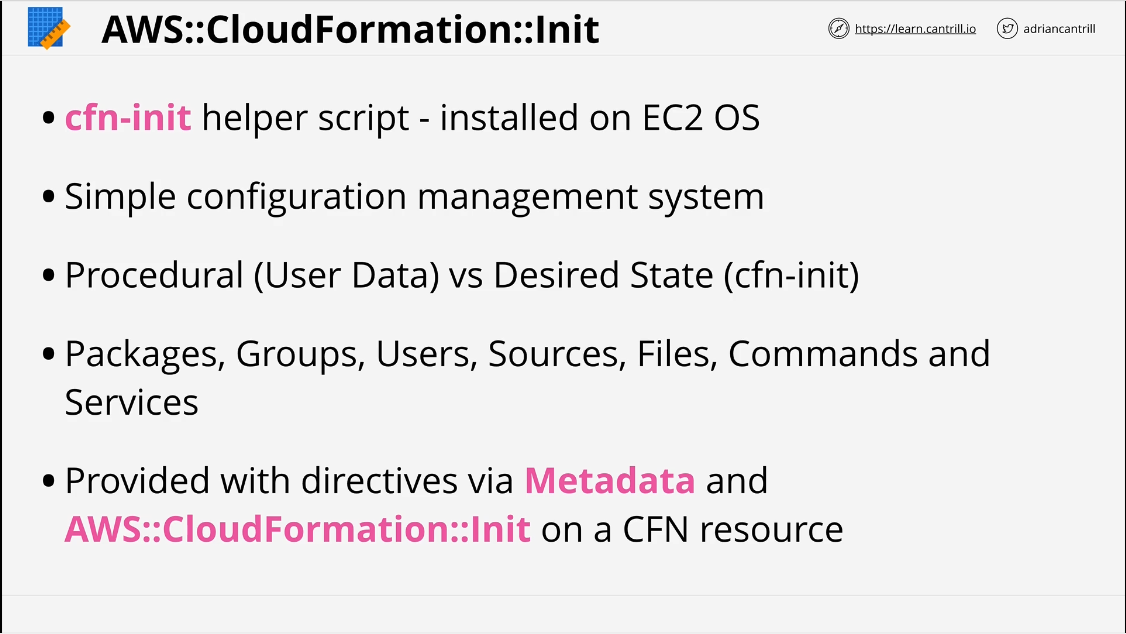 AWS::CloudFormation::Init
https://learn.cantrill.io
adriancantrill
• cfn-init helper script - installed on EC2 OS
• Simple configuration management system
• Procedural (User Data) vs Desired State (cfn-init)
• Packages, Groups, Users, Sources, Files, Commands and
Services
• Provided with directives via Metadata and
AWS::CloudFormation::Init on a CFN resource